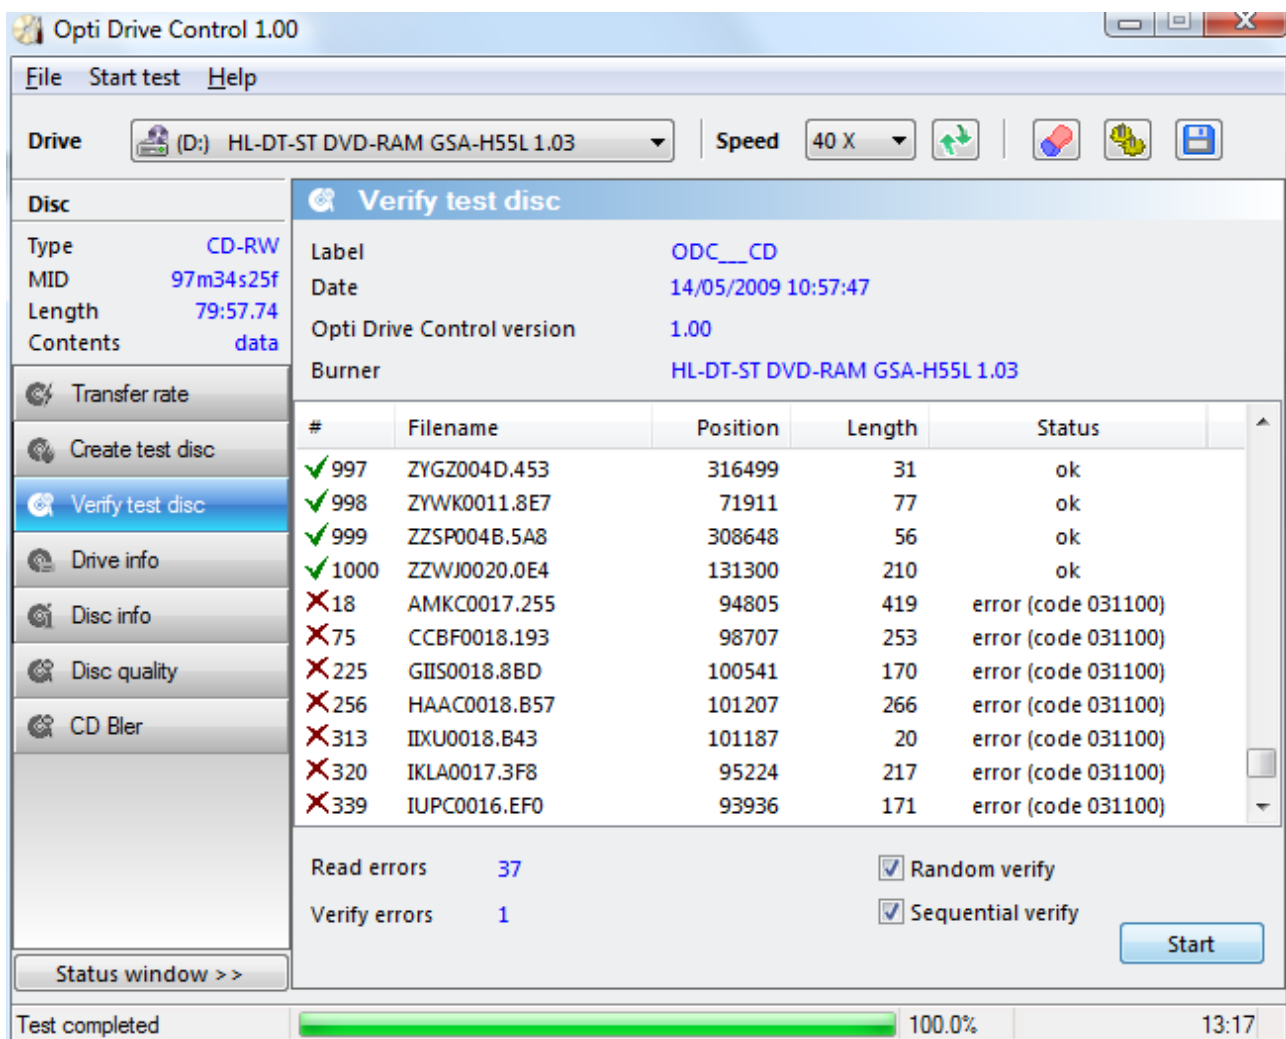 Opti Drive Control 1.00
File Start test Help
Drive (D:) HL-DT-ST DVD-RAM GSA-H55L 1.03 Speed 40 X
Disc
Type CD-RW
MID 97m34s25f
Length 79:57.74
Contents data
Transfer rate
Create test disc
Verify test disc
Drive info
Disc info
Disc quality
CD Bler
Status window >>
Verify test disc
Label ODC___CD
Date 14/05/2009 10:57:47
Opti Drive Control version 1.00
Burner HL-DT-ST DVD-RAM GSA-H55L 1.03
# Filename Position Length Status
997 ZYGZ004D.453 316499 31 ok
998 ZYWK0011.8E7 71911 77 ok
999 ZZSP004B.5A8 308648 56 ok
1000 ZZWJ0020.0E4 131300 210 ok
18 AMKC0017.255 94805 419 error (code 031100)
75 CCBF0018.193 98707 253 error (code 031100)
225 GIIS0018.8BD 100541 170 error (code 031100)
256 HAAC0018.B57 101207 266 error (code 031100)
313 IIXU0018.B43 101187 20 error (code 031100)
320 IKLA0017.3F8 95224 217 error (code 031100)
339 IUPC0016.EF0 93936 171 error (code 031100)
Read errors 37
Verify errors 1
Random verify
Sequential verify
Start
Test completed 100.0% 13:17